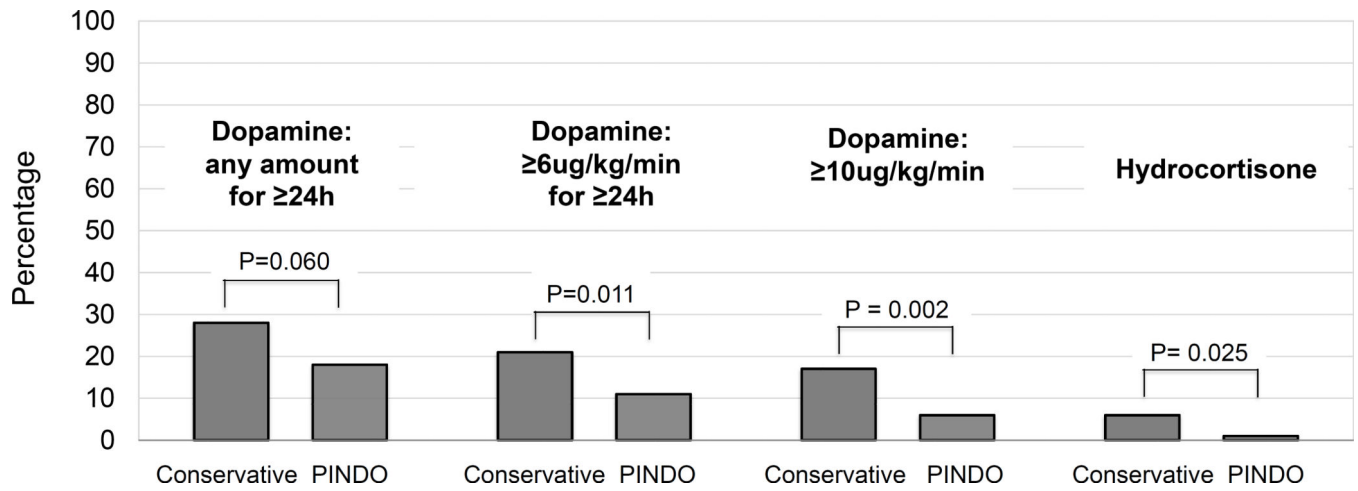 100
90
80
70
60
50
40
30
20
10
0
Percentage
Dopamine:
any amount
for ≥24h
P=0.060
Dopamine:
≥6ug/kg/min
for ≥24h
P=0.011
Dopamine:
≥10ug/kg/min
P = 0.002
Hydrocortisone
P= 0.025
Conservative PINDO
Conservative PINDO
Conservative PINDO
Conservative PINDO